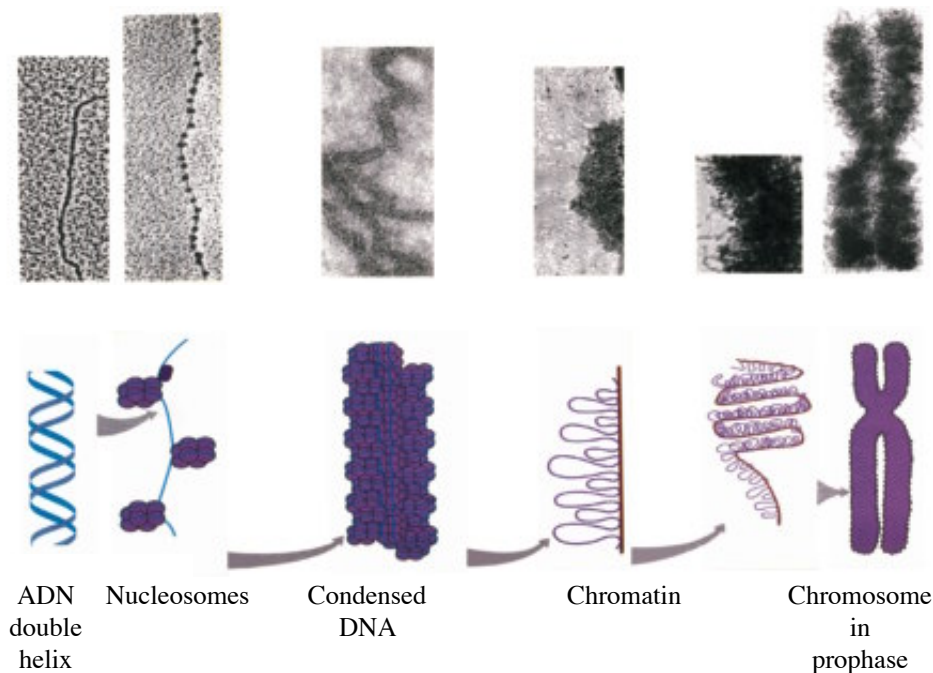 ADN
double
helix
Nucleosomes
Condensed
DNA
Chromatin
Chromosome
in
prophase